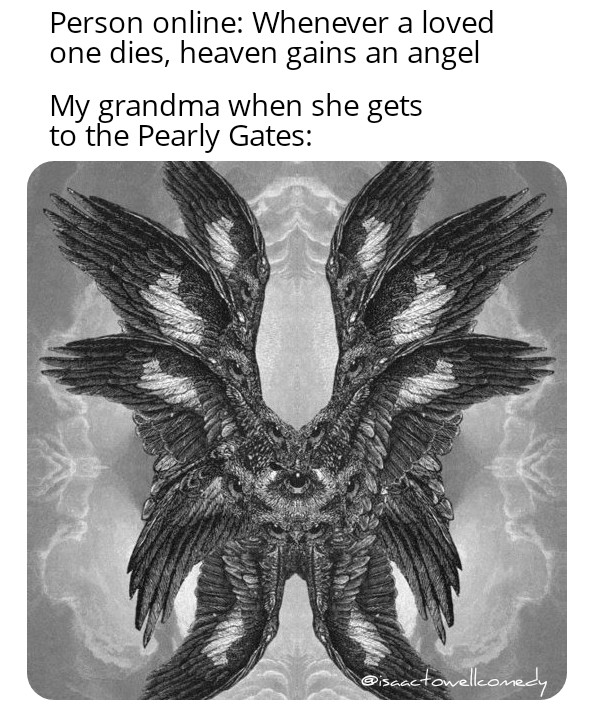 Person online: Whenever a loved
one dies, heaven gains an angel
My grandma when she gets
to the Pearly Gates:
@isaactowellcomedy